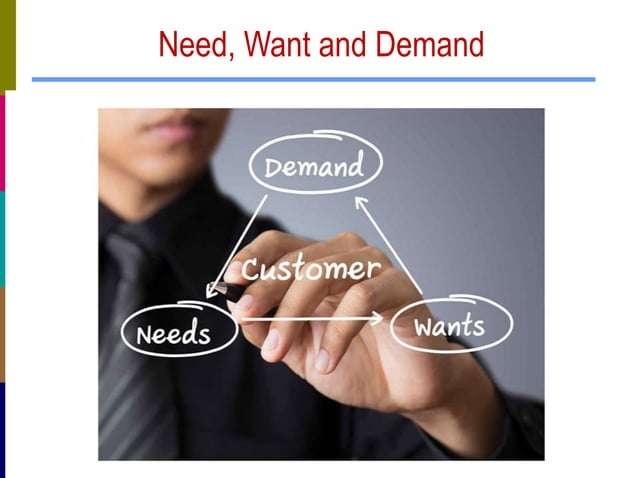 Need, Want and Demand
Demand
Customer
Needs
Wants